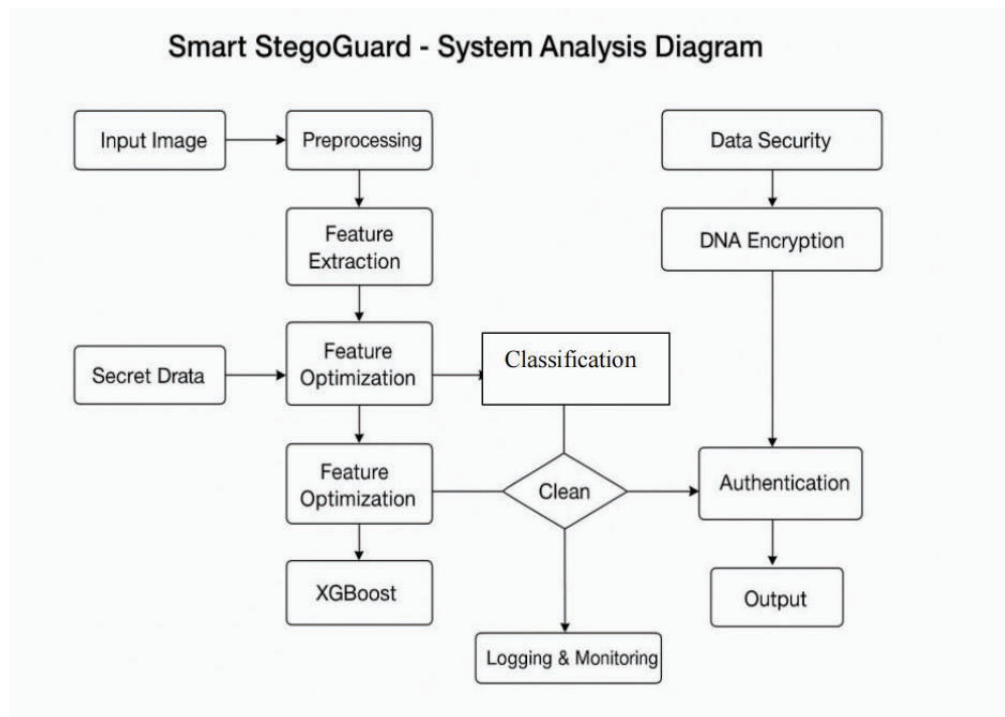 Smart StegoGuard - System Analysis Diagram
Input Image
Preprocessing
Data Security
Feature
Extraction
DNA Encryption
Secret Drata
Feature
Optimization
Classification
Feature
Optimization
Clean
Authentication
XGBoost
Output
Logging & Monitoring